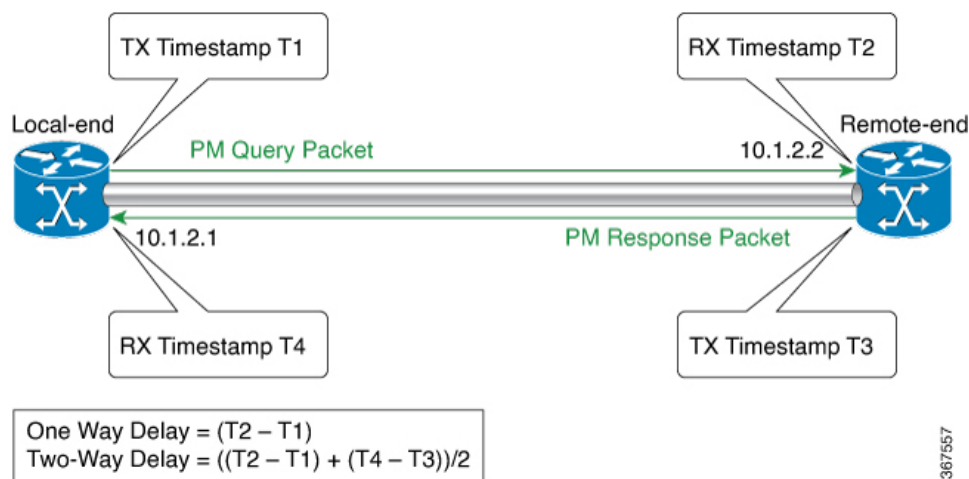 TX Timestamp T1
RX Timestamp T2
Local-end
Remote-end
PM Query Packet
10.1.2.2
10.1.2.1
PM Response Packet
RX Timestamp T4
TX Timestamp T3
One Way Delay = (T2 – T1)
Two-Way Delay = ((T2 – T1) + (T4 – T3))/2
367557